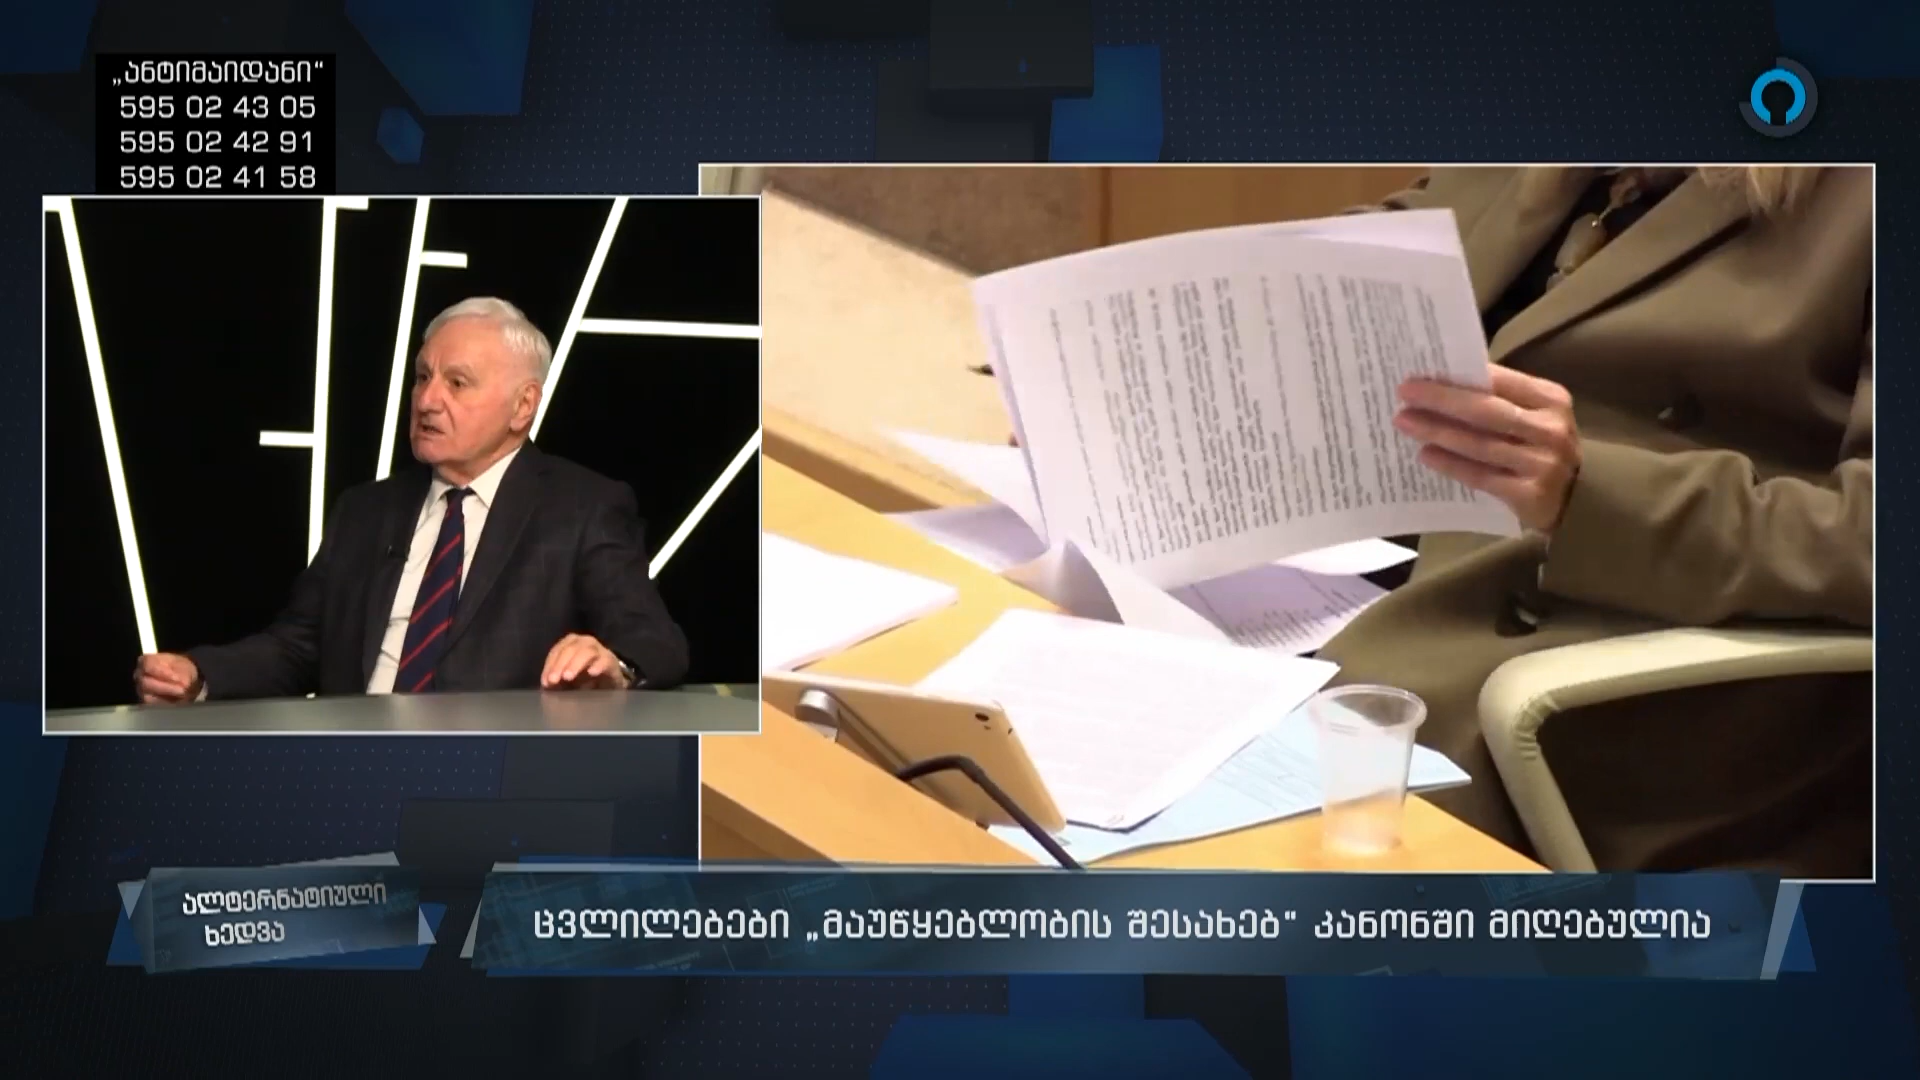 „ანტიმაიდანი“
595 02 43 05
595 02 42 91
595 02 41 58
ალტერნატიული
ხედვა
ცვლილებები „მაუწყებლობის შესახებ“ კანონში მიღებულია